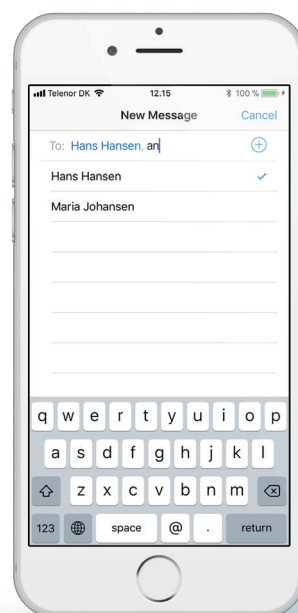 Telenor DK 12.15 100 %
New Message Cancel
To: Hans Hansen, an
Hans Hansen
Maria Johansen
q w e r t y u i o p
a s d f g h j k l
z x c v b n m
123 space @ . return